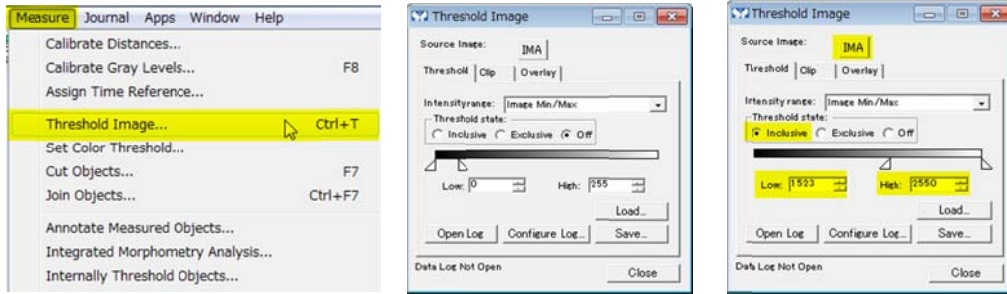 Measure Journal Apps Window Help
Calibrate Distances...
Calibrate Gray Levels... F8
Assign Time Reference...
Threshold Image... Ctrl+T
Set Color Threshold...
Cut Objects... F7
Join Objects... Ctrl+F7
Annotate Measured Objects...
Integrated Morphometry Analysis...
Internally Threshold Objects...
Threshold Image
Source Image: IMA
Threshold Clip Overlay
Intensity range: Image Min/Max
Threshold state:
Inclusive Exclusive Off
Low: 0 High: 255
Load...
Open Log Configure Log... Save...
Data Log Not Open Close
Threshold Image
Source Image: IMA
Threshold Clip Overlay
Intensity range: Image Min/Max
Threshold state:
Inclusive Exclusive Off
Low: 1523 High: 2550
Load...
Open Log Configure Log... Save...
Data Log Not Open Close